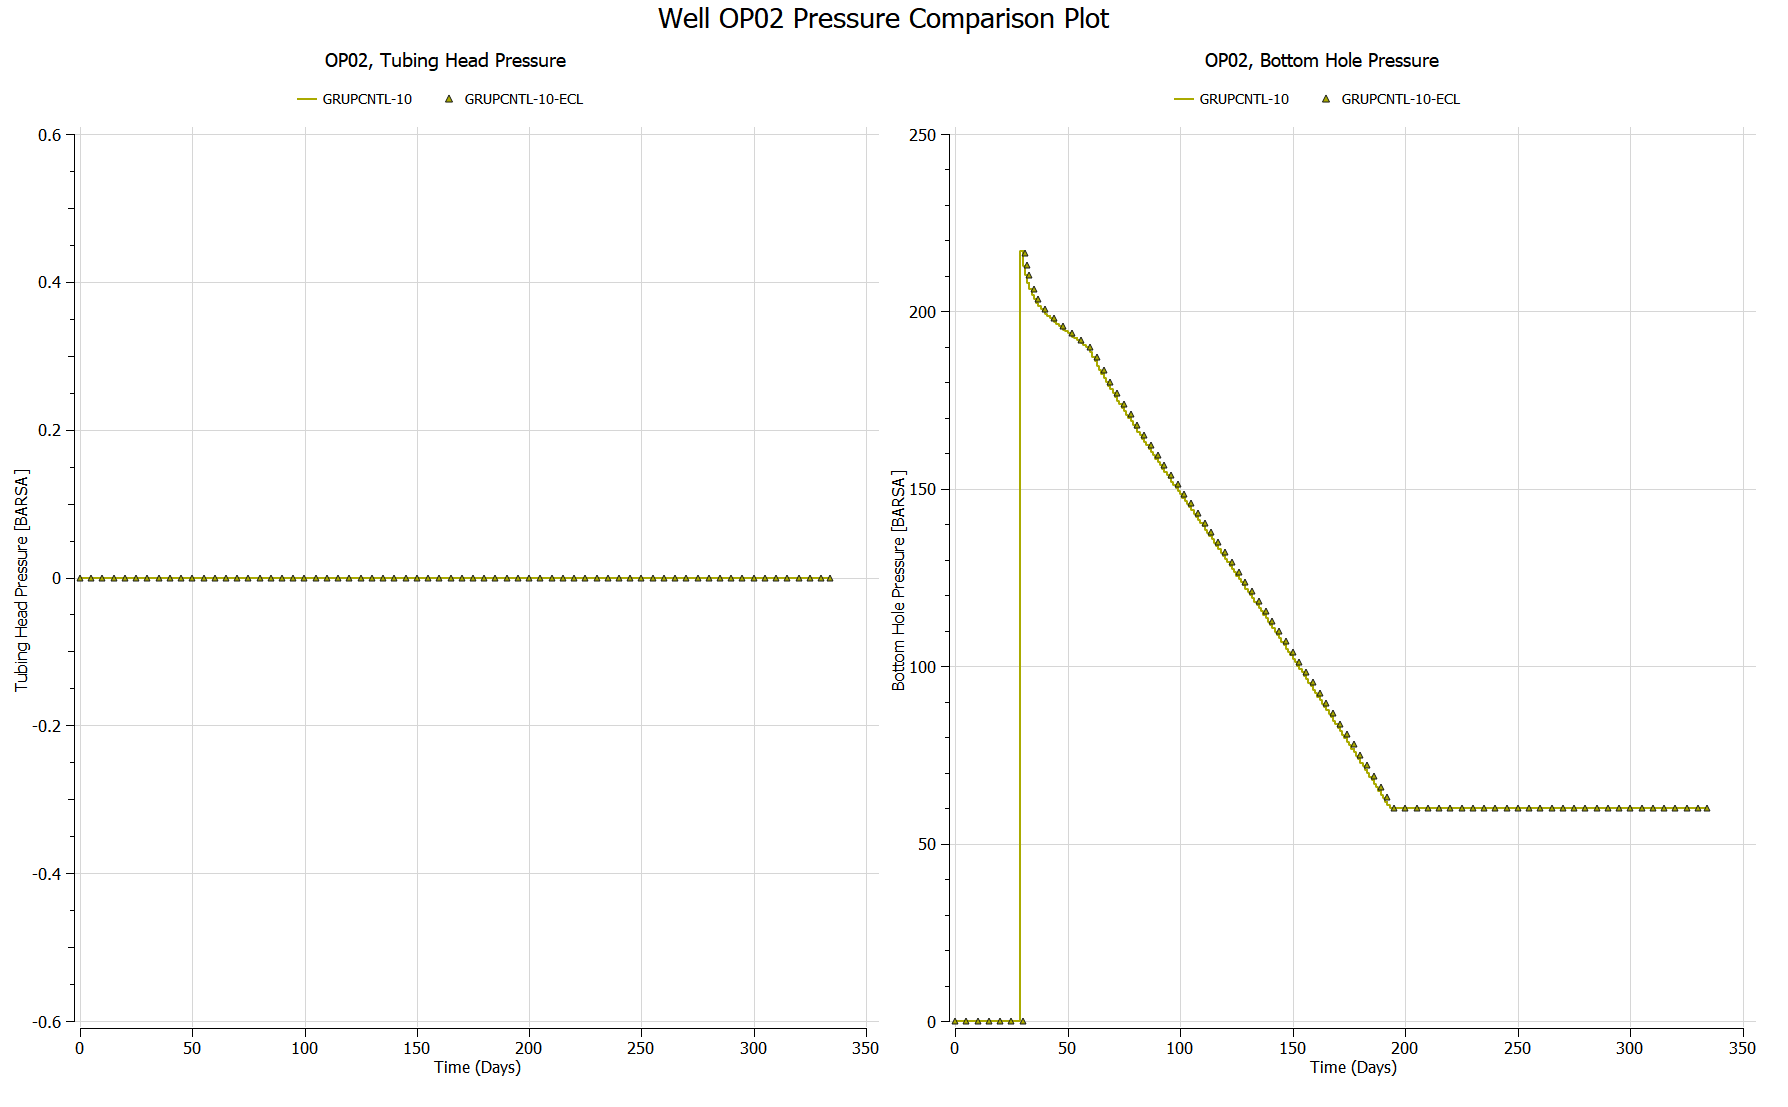 Well OP02 Pressure Comparison Plot
OP02, Tubing Head Pressure
GRUPCNTL-10 GRUPCNTL-10-ECL
0.6
0.4
0.2
0
-0.2
-0.4
-0.6
Tubing Head Pressure [BARSA]
0 50 100 150 200 250 300 350
Time (Days)
OP02, Bottom Hole Pressure
GRUPCNTL-10 GRUPCNTL-10-ECL
250
200
150
100
50
0
Bottom Hole Pressure [BARSA]
0 50 100 150 200 250 300 350
Time (Days)